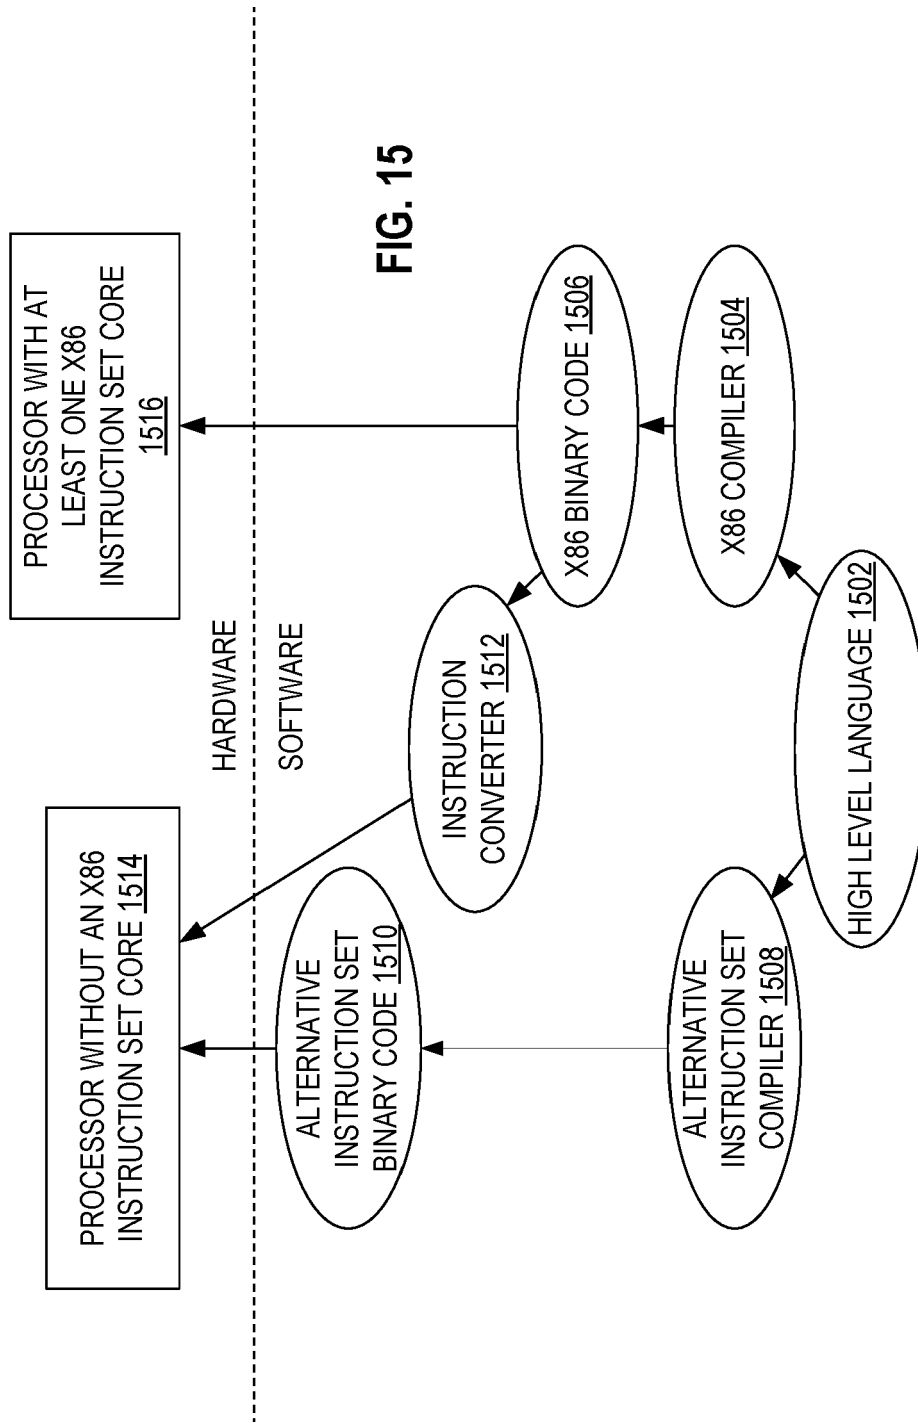 PROCESSOR WITHOUT AN X86
INSTRUCTION SET CORE 1514
PROCESSOR WITH AT
LEAST ONE X86
INSTRUCTION SET CORE
1516
HARDWARE
SOFTWARE
ALTERNATIVE
INSTRUCTION SET
BINARY CODE 1510
INSTRUCTION
CONVERTER 1512
FIG. 15
X86 BINARY CODE 1506
ALTERNATIVE
INSTRUCTION SET
COMPILER 1508
X86 COMPILER 1504
HIGH LEVEL LANGUAGE 1502